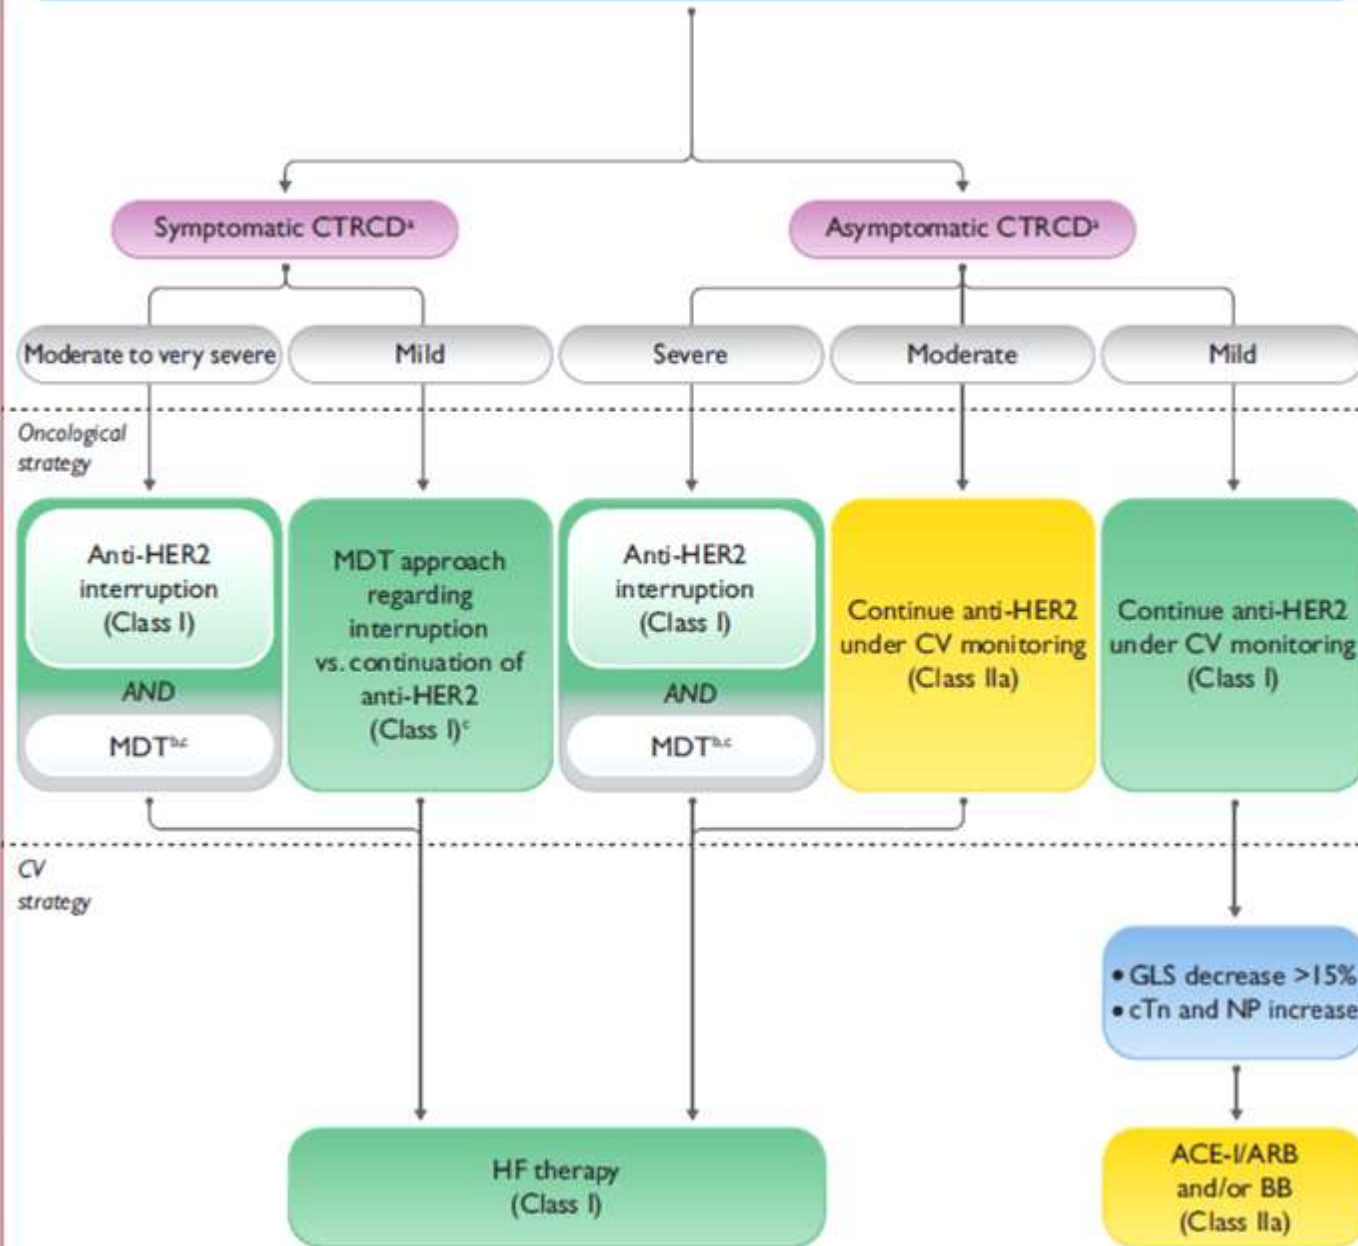 Symptomatic CTRCDᵃ
Asymptomatic CTRCDᵃ
Moderate to very severe
Mild
Severe
Moderate
Mild
Oncological
strategy
Anti-HER2
interruption
(Class I)
AND
MDTᵇ,ᶜ
MDT approach
regarding
interruption
vs. continuation of
anti-HER2
(Class I)ᶜ
Anti-HER2
interruption
(Class I)
AND
MDTᵇ,ᶜ
Continue anti-HER2
under CV monitoring
(Class IIa)
Continue anti-HER2
under CV monitoring
(Class I)
CV
strategy
• GLS decrease >15%
• cTn and NP increase
HF therapy
(Class I)
ACE-I/ARB
and/or BB
(Class IIa)